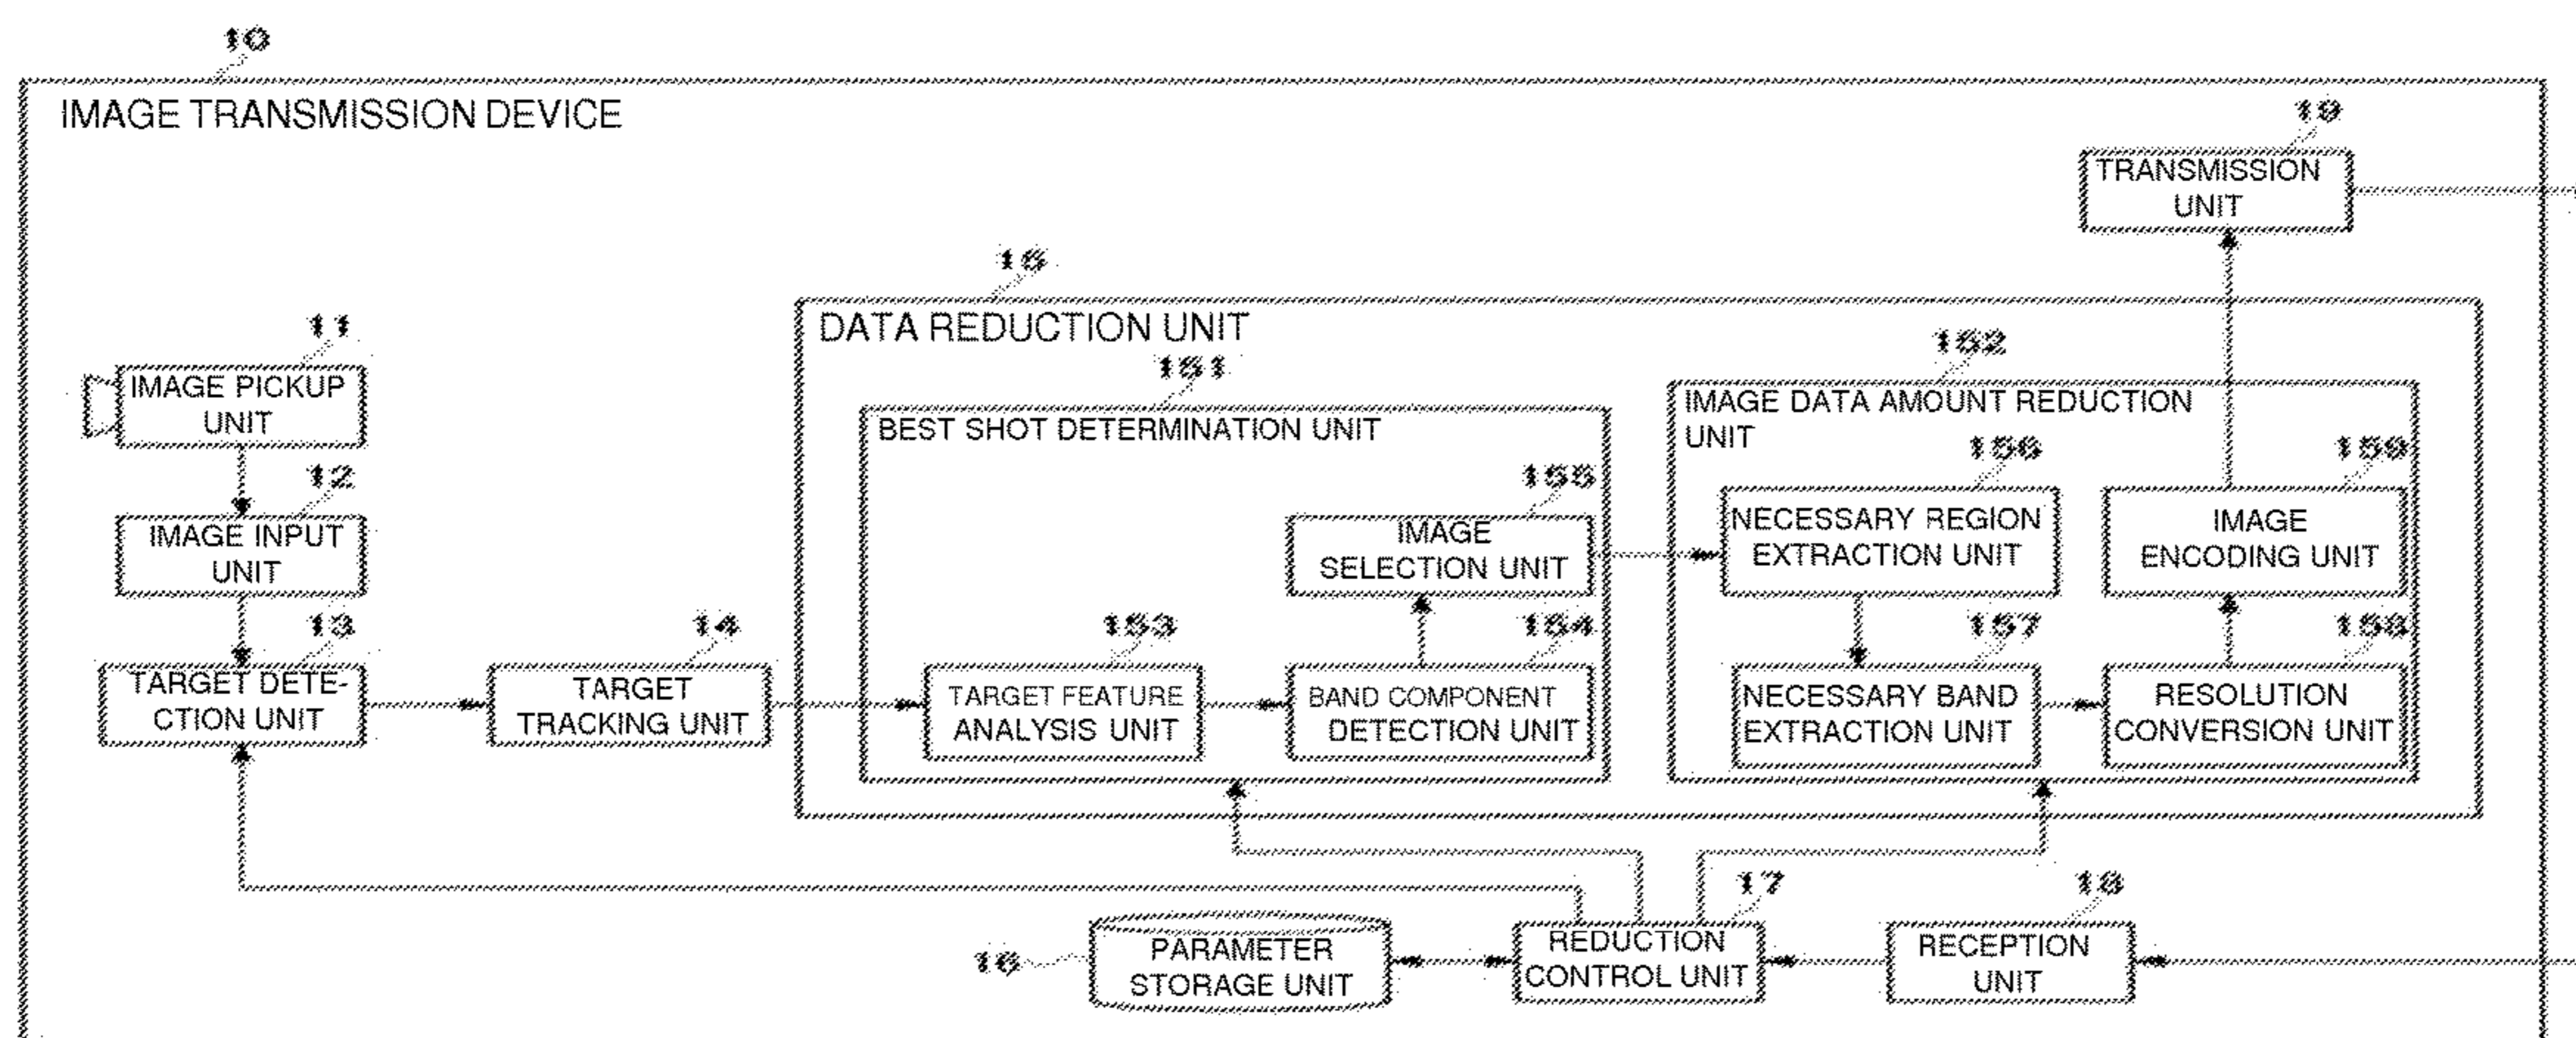 10
IMAGE TRANSMISSION DEVICE
19
TRANSMISSION
UNIT
15
DATA REDUCTION UNIT
11
IMAGE PICKUP
UNIT
12
IMAGE INPUT
UNIT
13
TARGET DETE-
CTION UNIT
14
TARGET
TRACKING UNIT
151
BEST SHOT DETERMINATION UNIT
153
TARGET FEATURE
ANALYSIS UNIT
154
BAND COMPONENT
DETECTION UNIT
155
IMAGE
SELECTION UNIT
152
IMAGE DATA AMOUNT REDUCTION
UNIT
156
NECESSARY REGION
EXTRACTION UNIT
157
NECESSARY BAND
EXTRACTION UNIT
158
RESOLUTION
CONVERSION UNIT
159
IMAGE
ENCODING UNIT
16
PARAMETER
STORAGE UNIT
17
REDUCTION
CONTROL UNIT
18
RECEPTION
UNIT